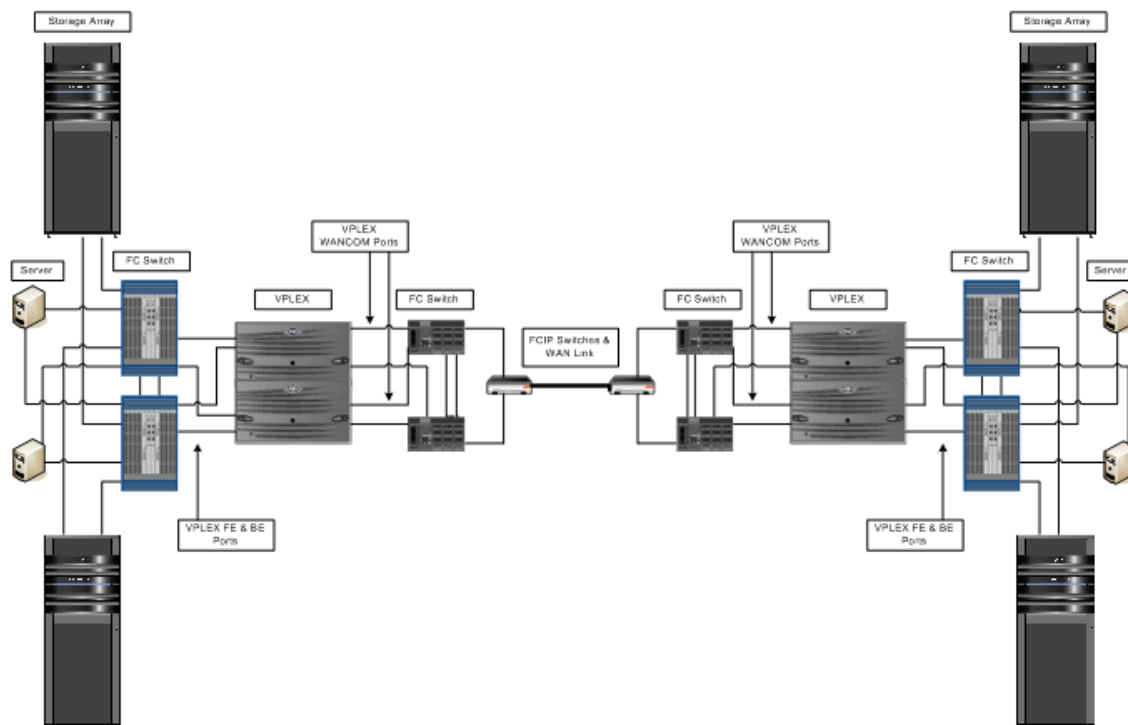 Storage Array
Storage Array
VPLEX
WANCOM Ports
VPLEX
WANCOM Ports
Server
FC Switch
FC Switch
Server
VPLEX
FC Switch
FC Switch
VPLEX
FCIP Switches &
WAN Link
VPLEX FE & BE
Ports
VPLEX FE & BE
Ports